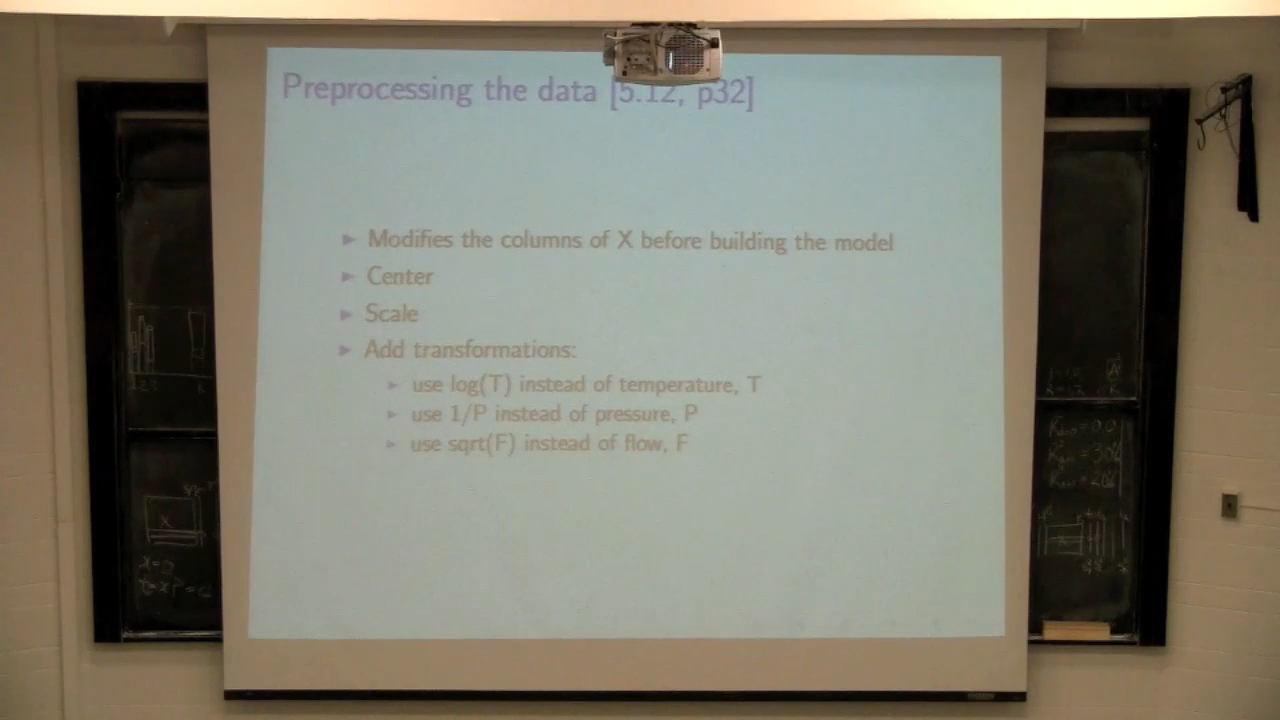 Preprocessing the data [5.12, p32]
Modifies the columns of X before building the model
Center
Scale
Add transformations:
use log(T) instead of temperature, T
use 1/P instead of pressure, P
use sqrt(F) instead of flow, F
X